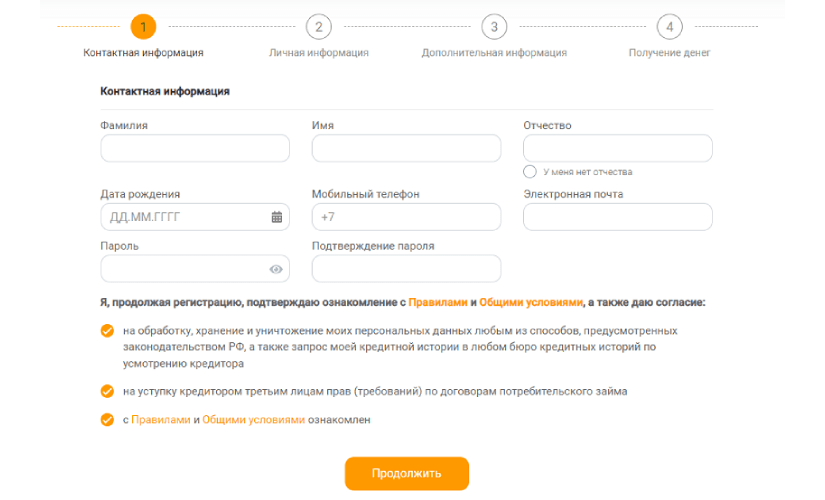 1 2 3 4
Контактная информация Личная информация Дополнительная информация Получение денег
Контактная информация
Фамилия Имя Отчество
У меня нет отчества
Дата рождения Мобильный телефон Электронная почта
ДД.ММ.ГГГГ +7
Пароль Подтверждение пароля
Я, продолжая регистрацию, подтверждаю ознакомление с Правилами и Общими условиями, а также даю согласие:
на обработку, хранение и уничтожение моих персональных данных любым из способов, предусмотренных
законодательством РФ, а также запрос моей кредитной истории в любом бюро кредитных историй по
усмотрению кредитора
на уступку кредитором третьим лицам прав (требований) по договорам потребительского займа
с Правилами и Общими условиями ознакомлен
Продолжить